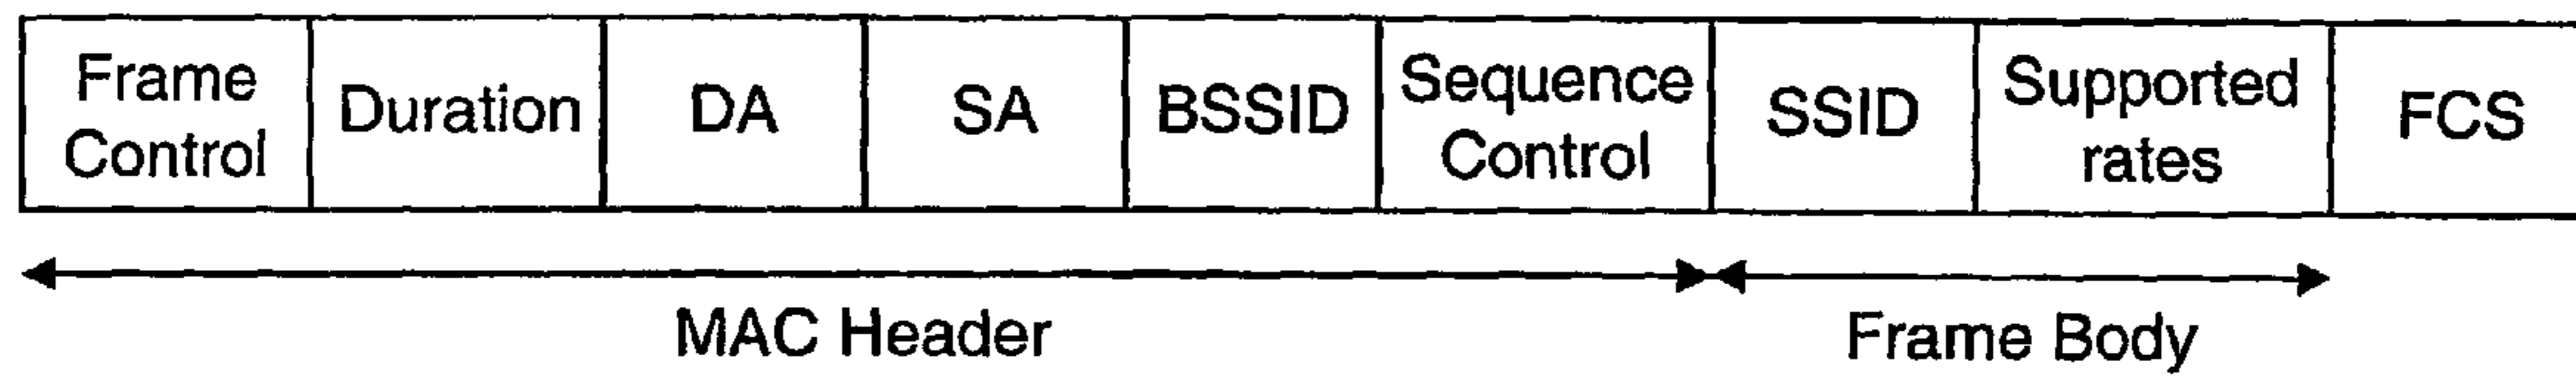 Frame
Control
Duration
DA
SA
BSSID
Sequence
Control
SSID
Supported
rates
FCS
MAC Header
Frame Body